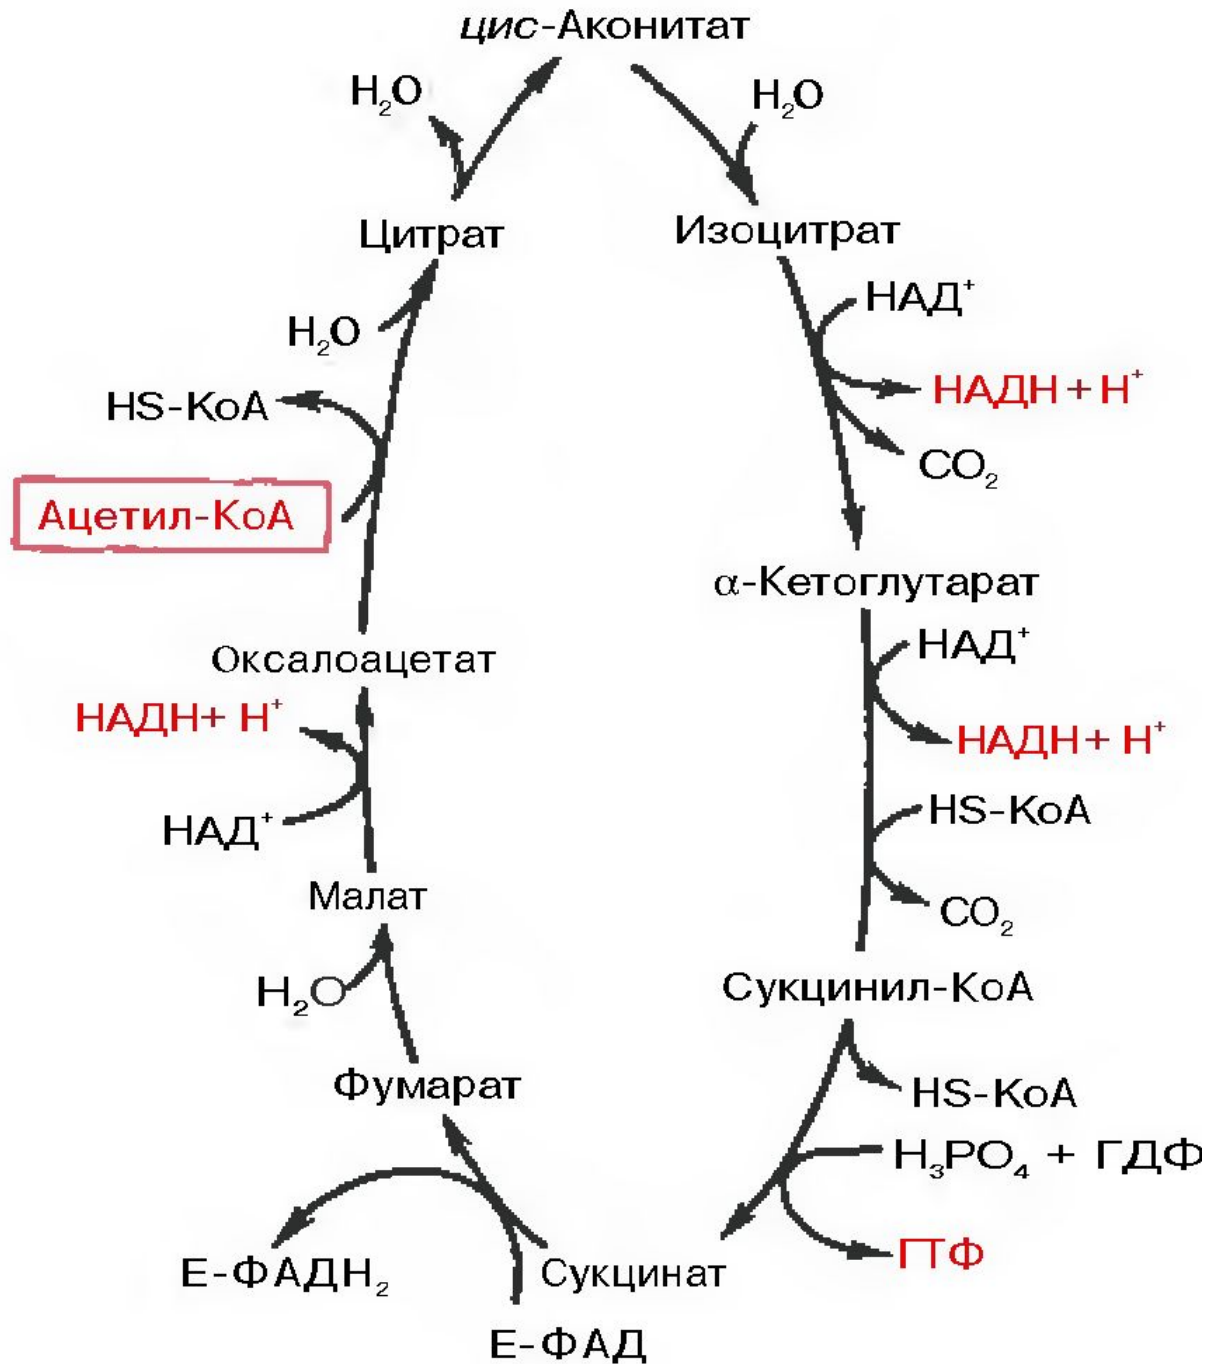 цис-Аконитат
H₂O
H₂O
Цитрат
Изоцитрат
НАД⁺
H₂O
НАДН + H⁺
HS-КоА
CO₂
Ацетил-КоА
α-Кетоглутарат
НАД⁺
Оксалоацетат
НАДН+ H⁺
НАДН + H⁺
HS-КоА
НАД⁺
Малат
CO₂
H₂O
Сукцинил-КоА
Фумарат
HS-КоА
H₃PO₄ + ГДФ
ГТФ
Е-ФАДН₂
Сукцинат
Е-ФАД